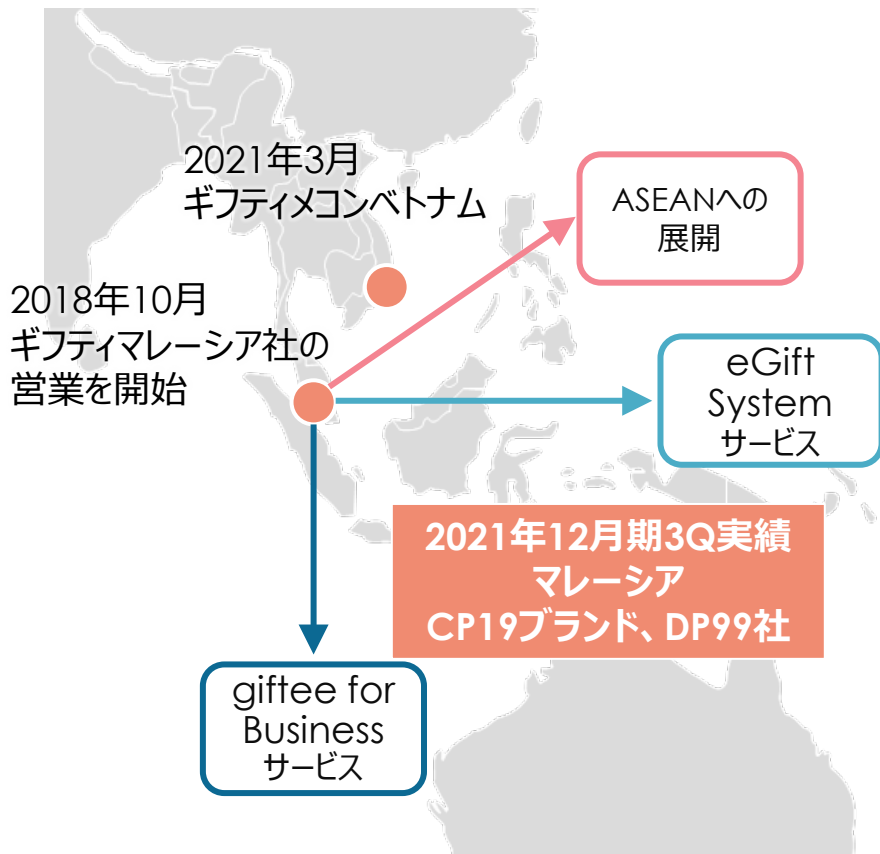 2021年3月
ギフティメコンベトナム
ASEANへの
展開
2018年10月
ギフティマレーシア社の
営業を開始
eGift
System
サービス
2021年12月期3Q実績
マレーシア
CP19ブランド、DP99社
giftee for
Business
サービス